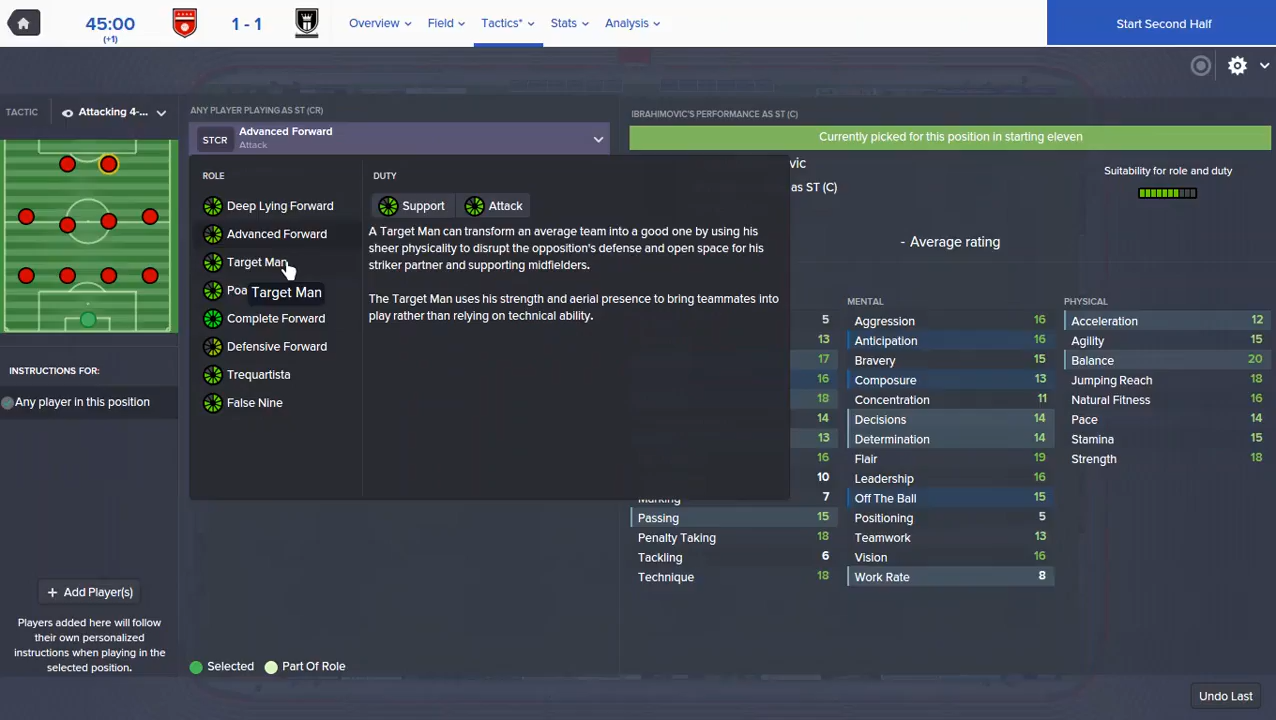 45:00
(+1)
1 - 1
Overview
Field
Tactics*
Stats
Analysis
Start Second Half
TACTIC
Attacking 4-...
ANY PLAYER PLAYING AS ST (CR)
STCR
Advanced Forward
Attack
IBRAHIMOVIC'S PERFORMANCE AS ST (C)
Currently picked for this position in starting eleven
as ST (C)
Suitability for role and duty
- Average rating
ROLE
Deep Lying Forward
Advanced Forward
Target Man
Target Man
Complete Forward
Defensive Forward
Trequartista
False Nine
DUTY
Support
Attack
A Target Man can transform an average team into a good one by using his
sheer physicality to disrupt the opposition's defense and open space for his
striker partner and supporting midfielders.
The Target Man uses his strength and aerial presence to bring teammates into
play rather than relying on technical ability.
INSTRUCTIONS FOR:
Any player in this position
+ Add Player(s)
Players added here will follow
their own personalized
instructions when playing in the
selected position.
5
13
17
16
18
14
13
16
10
Marking 7
Passing 15
Penalty Taking 18
Tackling 6
Technique 18
MENTAL
Aggression 16
Anticipation 16
Bravery 15
Composure 13
Concentration 11
Decisions 14
Determination 14
Flair 19
Leadership 16
Off The Ball 15
Positioning 5
Teamwork 13
Vision 16
Work Rate 8
PHYSICAL
Acceleration 12
Agility 15
Balance 20
Jumping Reach 18
Natural Fitness 16
Pace 14
Stamina 15
Strength 18
Selected
Part Of Role
Undo Last